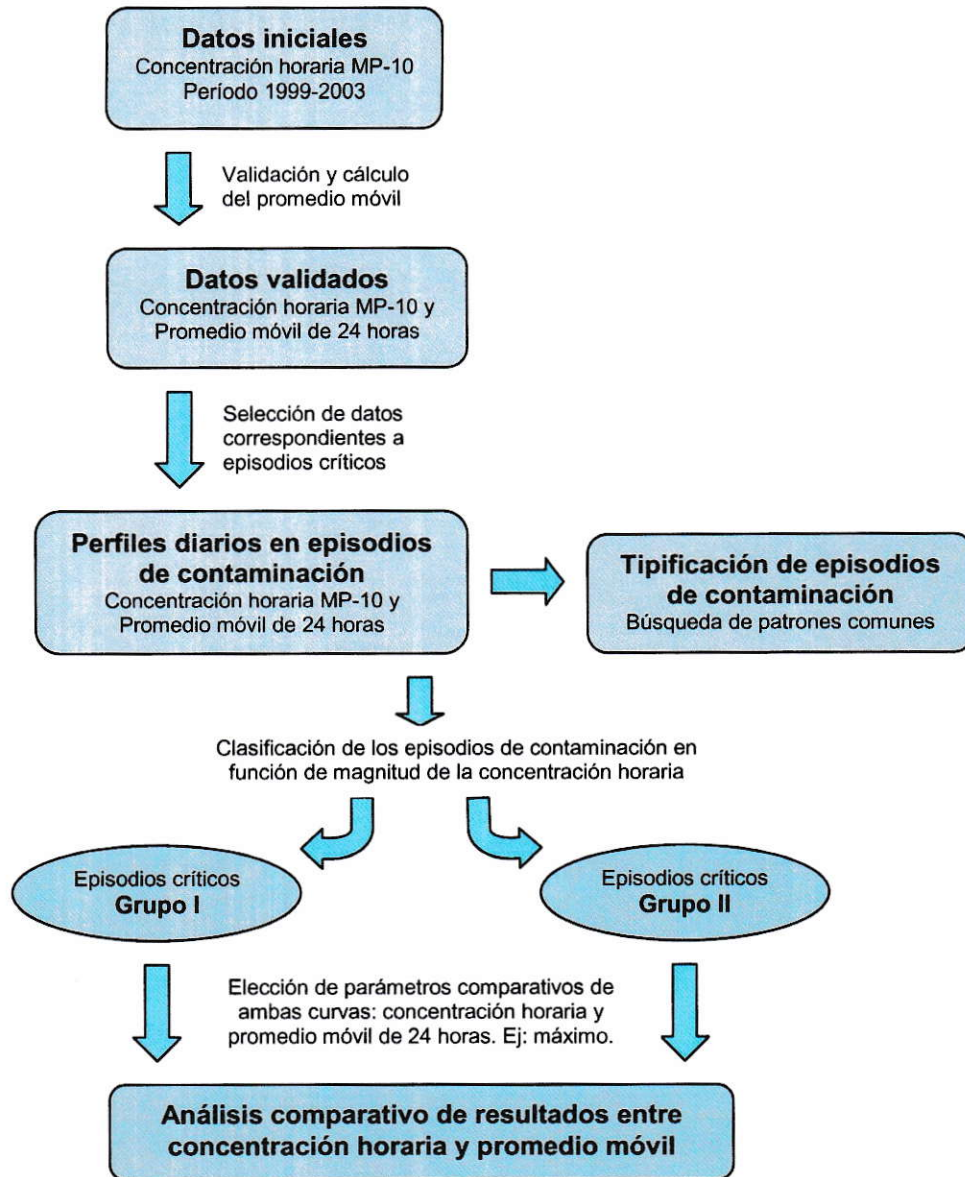 Datos iniciales
Concentración horaria MP-10
Período 1999-2003
Validación y cálculo
del promedio móvil
Datos validados
Concentración horaria MP-10 y
Promedio móvil de 24 horas
Selección de datos
correspondientes a
episodios críticos
Perfiles diarios en episodios
de contaminación
Concentración horaria MP-10 y
Promedio móvil de 24 horas
Tipificación de episodios
de contaminación
Búsqueda de patrones comunes
Clasificación de los episodios de contaminación en
función de magnitud de la concentración horaria
Episodios críticos
Grupo I
Episodios críticos
Grupo II
Elección de parámetros comparativos de
ambas curvas: concentración horaria y
promedio móvil de 24 horas. Ej: máximo.
Análisis comparativo de resultados entre
concentración horaria y promedio móvil